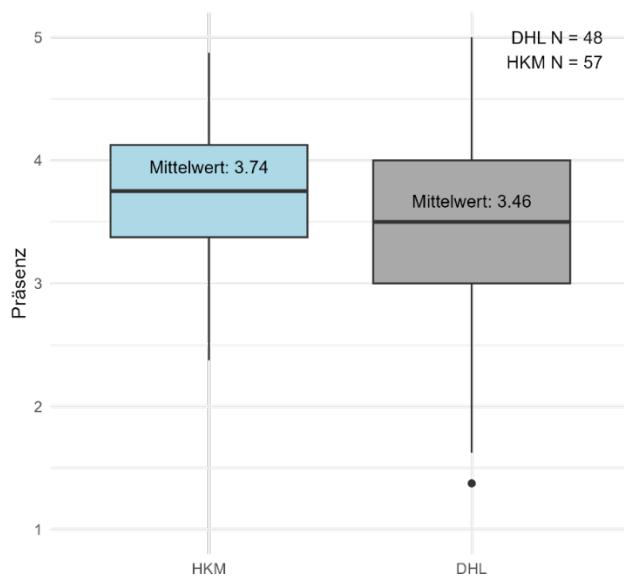 DHL N = 48
HKM N = 57
5
4
3
2
1
Präsenz
Mittelwert: 3.74
Mittelwert: 3.46
HKM
DHL